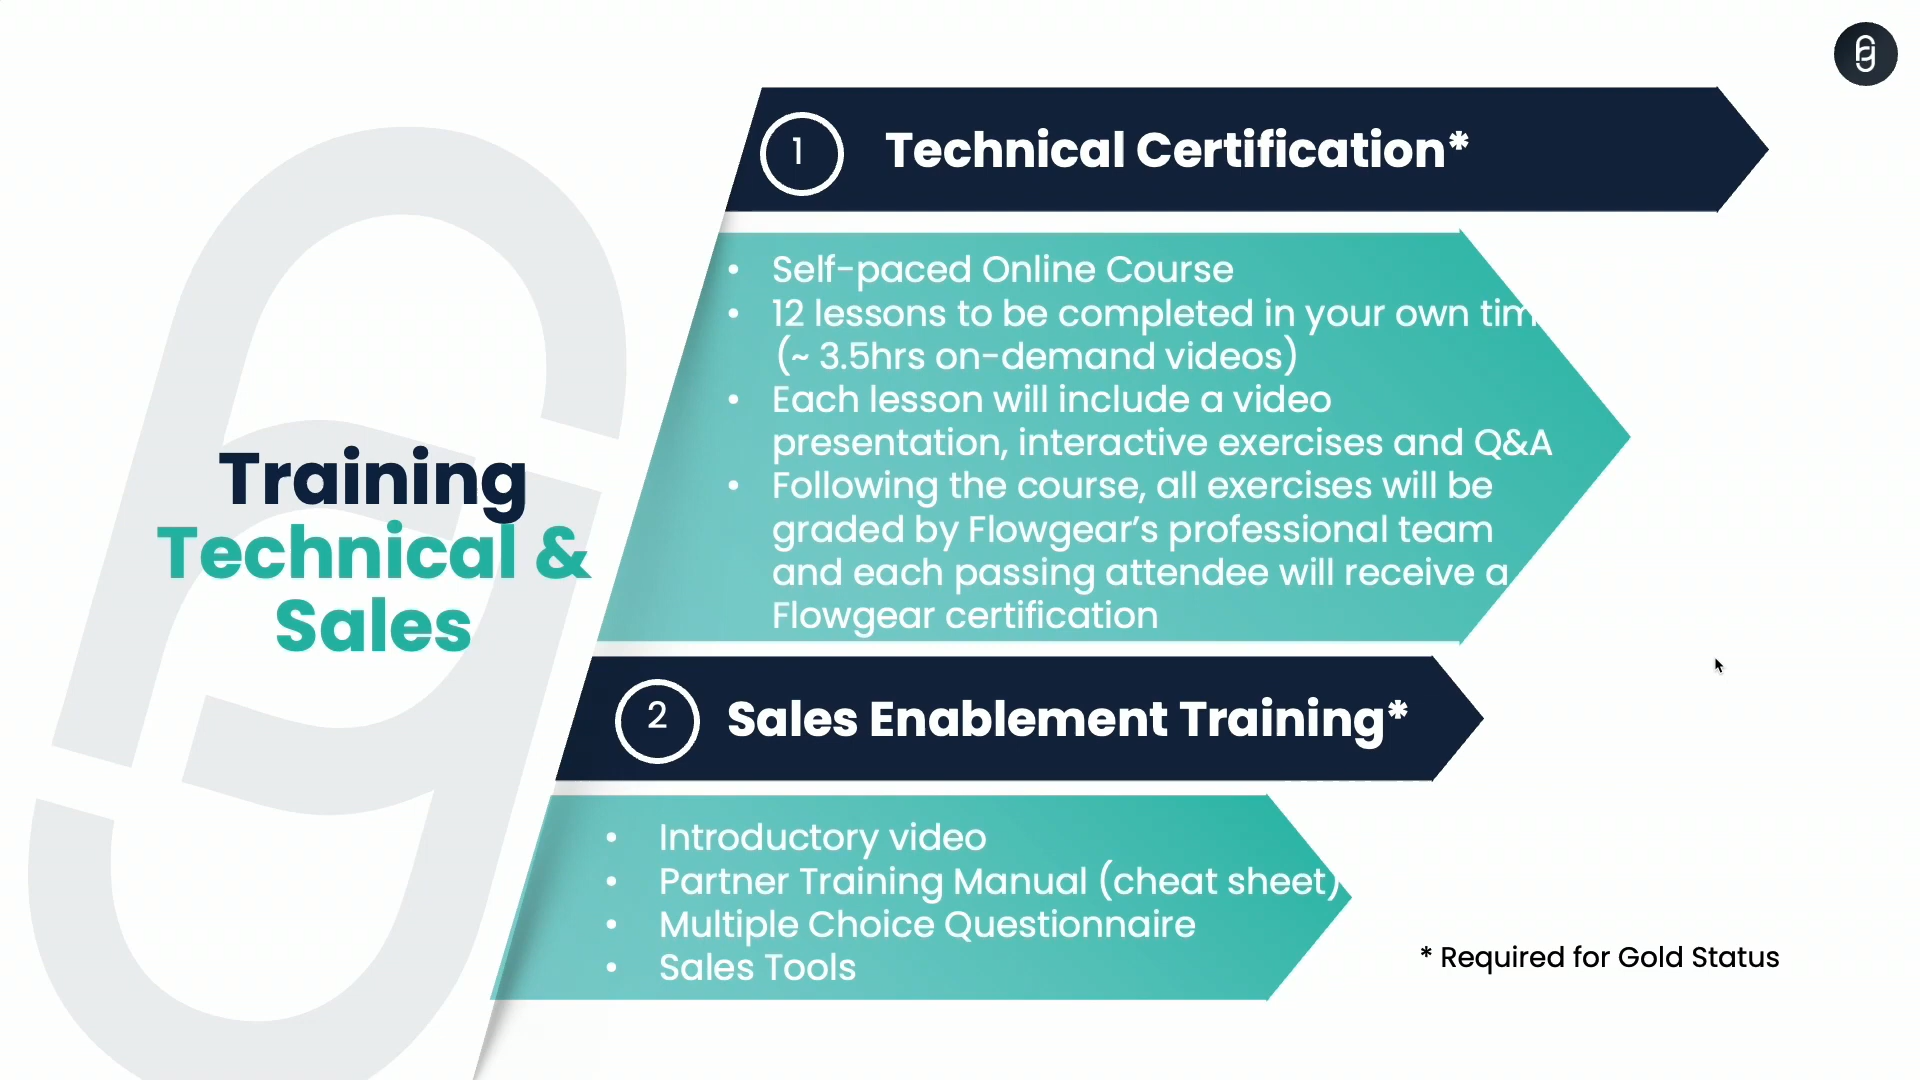 Training
Technical &
Sales
1
Technical Certification*
• Self-paced Online Course
• 12 lessons to be completed in your own tim
(~ 3.5hrs on-demand videos)
• Each lesson will include a video
presentation, interactive exercises and Q&A
• Following the course, all exercises will be
graded by Flowgear’s professional team
and each passing attendee will receive a
Flowgear certification
2
Sales Enablement Training*
• Introductory video
• Partner Training Manual (cheat sheet)
• Multiple Choice Questionnaire
• Sales Tools
* Required for Gold Status